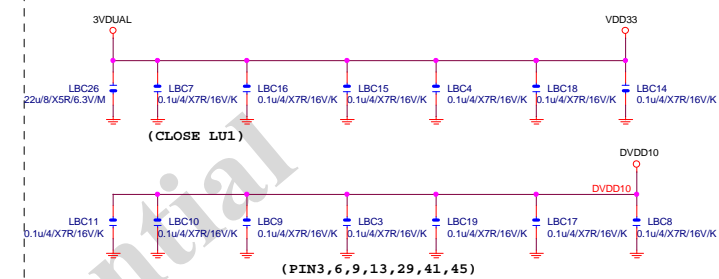 3VDUAL VDD33
LBC26 LBC7 LBC16 LBC15 LBC4 LBC18 LBC14
22u/8/X5R/6.3V/M 0.1u/4/X7R/16V/K 0.1u/4/X7R/16V/K 0.1u/4/X7R/16V/K 0.1u/4/X7R/16V/K 0.1u/4/X7R/16V/K 0.1u/4/X7R/16V/K
(CLOSE LU1)
DVDD10
DVDD10
LBC11 LBC10 LBC9 LBC3 LBC19 LBC17 LBC8
0.1u/4/X7R/16V/K 0.1u/4/X7R/16V/K 0.1u/4/X7R/16V/K 0.1u/4/X7R/16V/K 0.1u/4/X7R/16V/K 0.1u/4/X7R/16V/K 0.1u/4/X7R/16V/K
(PIN3,6,9,13,29,41,45)
ntial